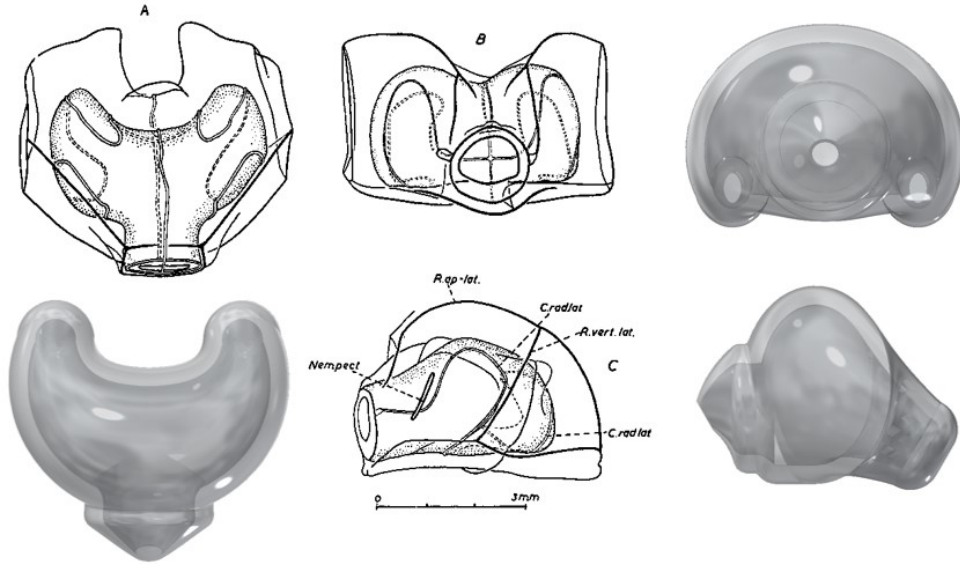 A
B
R.ap-lat.
C.rad.lat
R.vert.lat.
C
Nem.pect
C.rad.lat
0 3mm